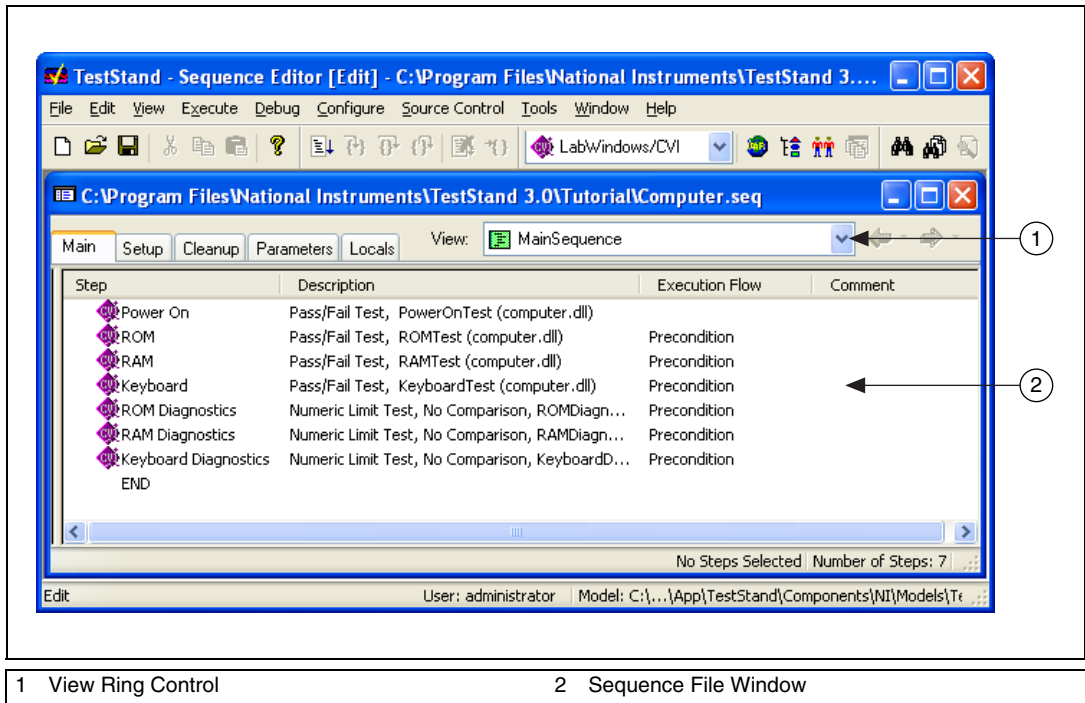 TestStand - Sequence Editor [Edit] - C:\Program Files\National Instruments\TestStand 3....
File Edit View Execute Debug Configure Source Control Tools Window Help
LabWindows/CVI
C:\Program Files\National Instruments\TestStand 3.0\Tutorial\Computer.seq
Main Setup Cleanup Parameters Locals View: MainSequence
1
Step Description Execution Flow Comment
Power On Pass/Fail Test, PowerOnTest (computer.dll)
ROM Pass/Fail Test, ROMTest (computer.dll) Precondition
RAM Pass/Fail Test, RAMTest (computer.dll) Precondition
Keyboard Pass/Fail Test, KeyboardTest (computer.dll) Precondition
2
ROM Diagnostics Numeric Limit Test, No Comparison, ROMDiagn... Precondition
RAM Diagnostics Numeric Limit Test, No Comparison, RAMDiagn... Precondition
Keyboard Diagnostics Numeric Limit Test, No Comparison, KeyboardD... Precondition
END
No Steps Selected Number of Steps: 7
Edit User: administrator Model: C:\...\App\TestStand\Components\NI\Models\Te
1 View Ring Control 2 Sequence File Window